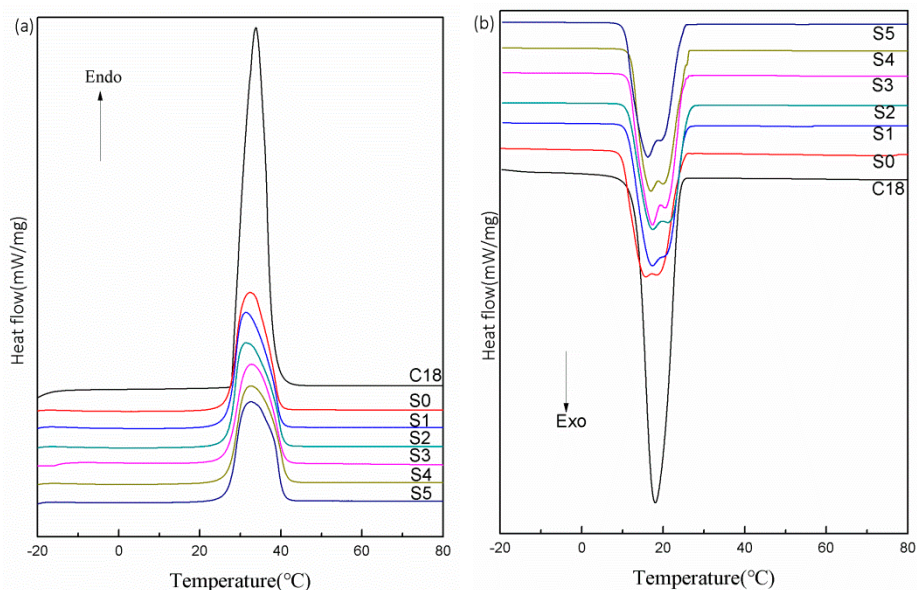 (a)
Endo
Heat flow(mW/mg)
C18
S0
S1
S2
S3
S4
S5
-20
0
20
40
60
80
Temperature(°C)
(b)
S5
S4
S3
S2
S1
S0
C18
Heat flow(mW/mg)
Exo
-20
0
20
40
60
80
Temperature(°C)